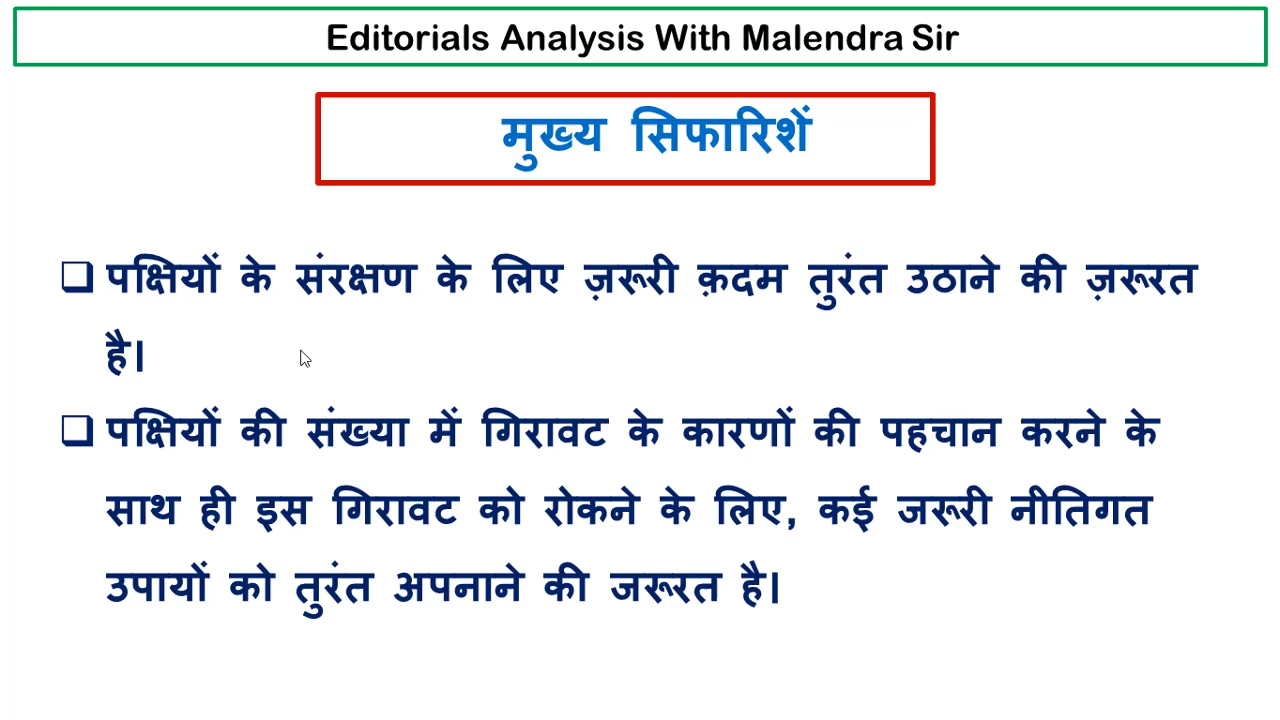 Editorials Analysis With Malendra Sir
मुख्य सिफारिशें
पक्षियों के संरक्षण के लिए ज़रूरी क़दम तुरंत उठाने की ज़रूरत
है।
पक्षियों की संख्या में गिरावट के कारणों की पहचान करने के
साथ ही इस गिरावट को रोकने के लिए, कई जरूरी नीतिगत
उपायों को तुरंत अपनाने की जरूरत है।